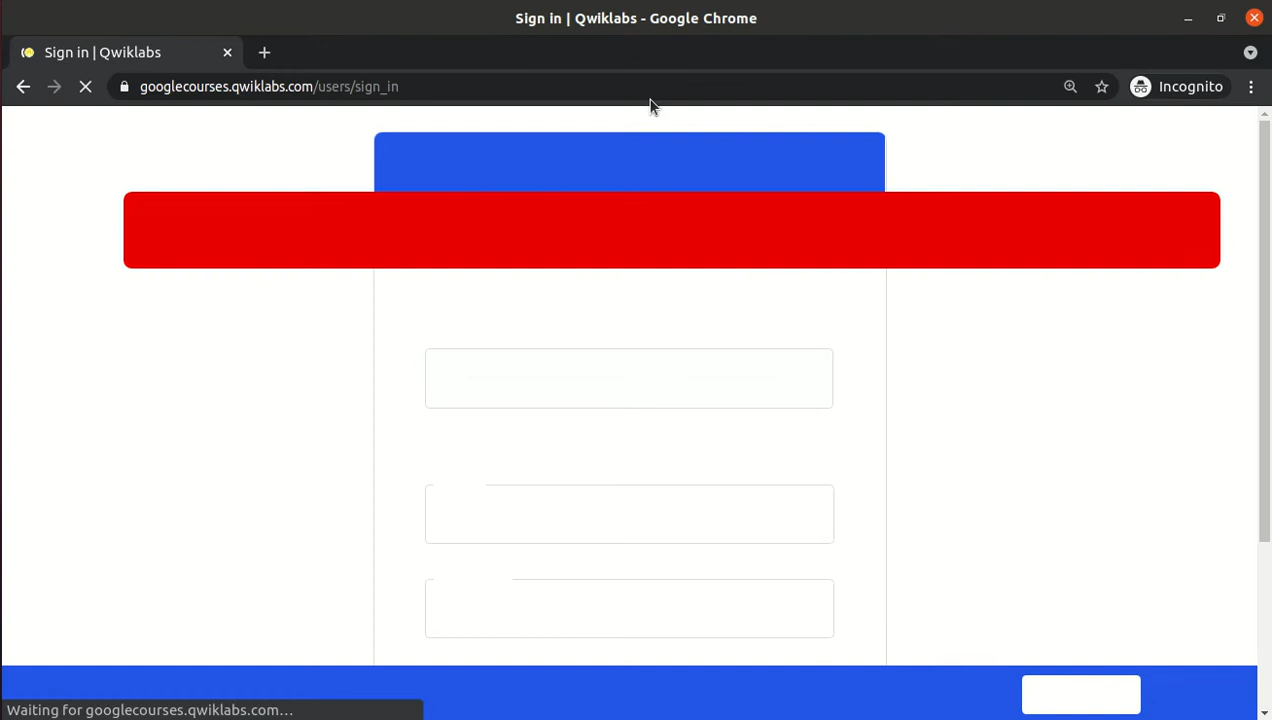 Sign in | Qwiklabs - Google Chrome
Sign in | Qwiklabs
googlecourses.qwiklabs.com/users/sign_in
Incognito
Waiting for googlecourses.qwiklabs.com...